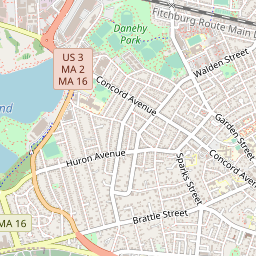 Fitchburg Route Main L
Danehy
Park
US 3
MA 2
MA 16
Walden Street
Concord Avenue
Garden Street
nd
Huron Avenue
Concord Avenue
Sparks Street
Brattle Street
MA 16